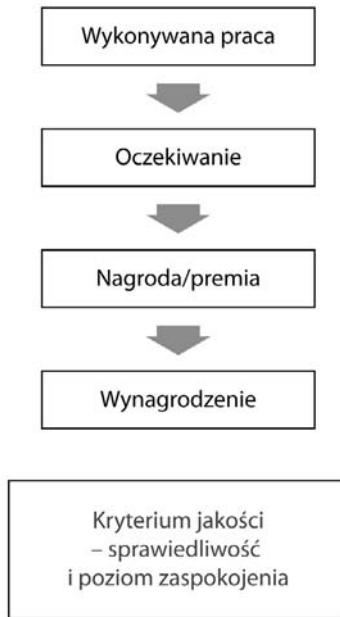 Wykonywana praca
Oczekiwanie
Nagroda/premia
Wynagrodzenie
Kryterium jakości
– sprawiedliwość
i poziom zaspokojenia